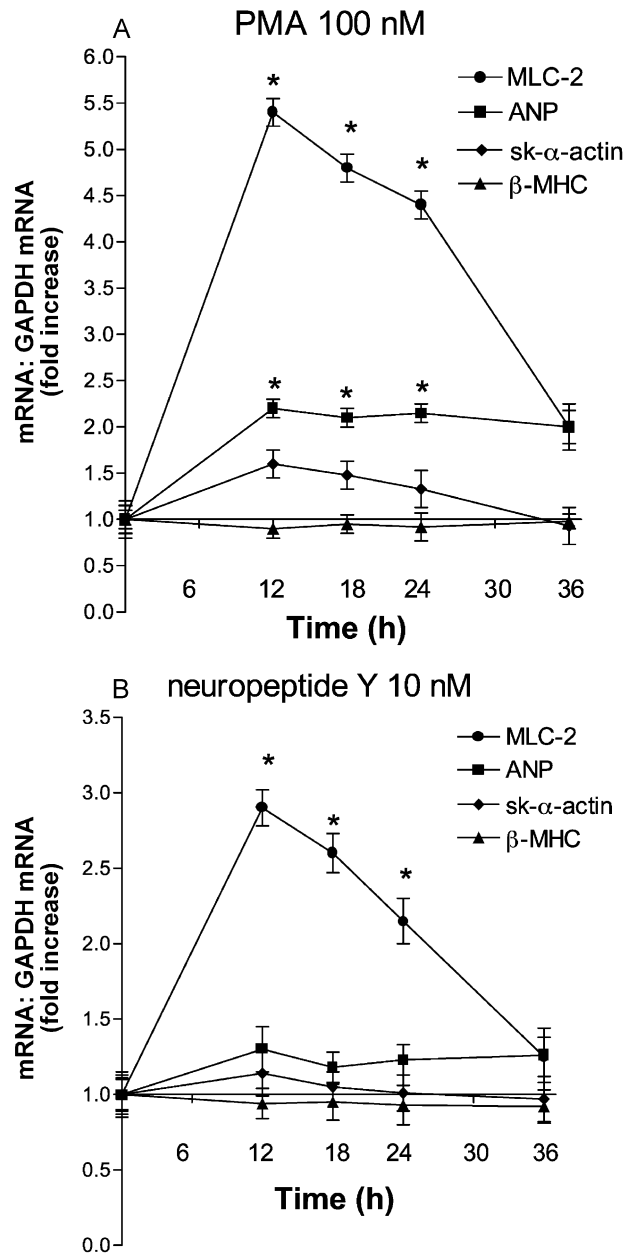 A
PMA 100 nM
6.0
5.5
5.0
4.5
4.0
3.5
3.0
2.5
2.0
1.5
1.0
0.5
0.0
mRNA: GAPDH mRNA
(fold increase)
MLC-2
ANP
sk-α-actin
β-MHC
*
*
*
*
*
*
6 12 18 24 30 36
Time (h)
B
neuropeptide Y 10 nM
3.5
3.0
2.5
2.0
1.5
1.0
0.5
0.0
mRNA: GAPDH mRNA
(fold increase)
MLC-2
ANP
sk-α-actin
β-MHC
*
*
*
6 12 18 24 30 36
Time (h)